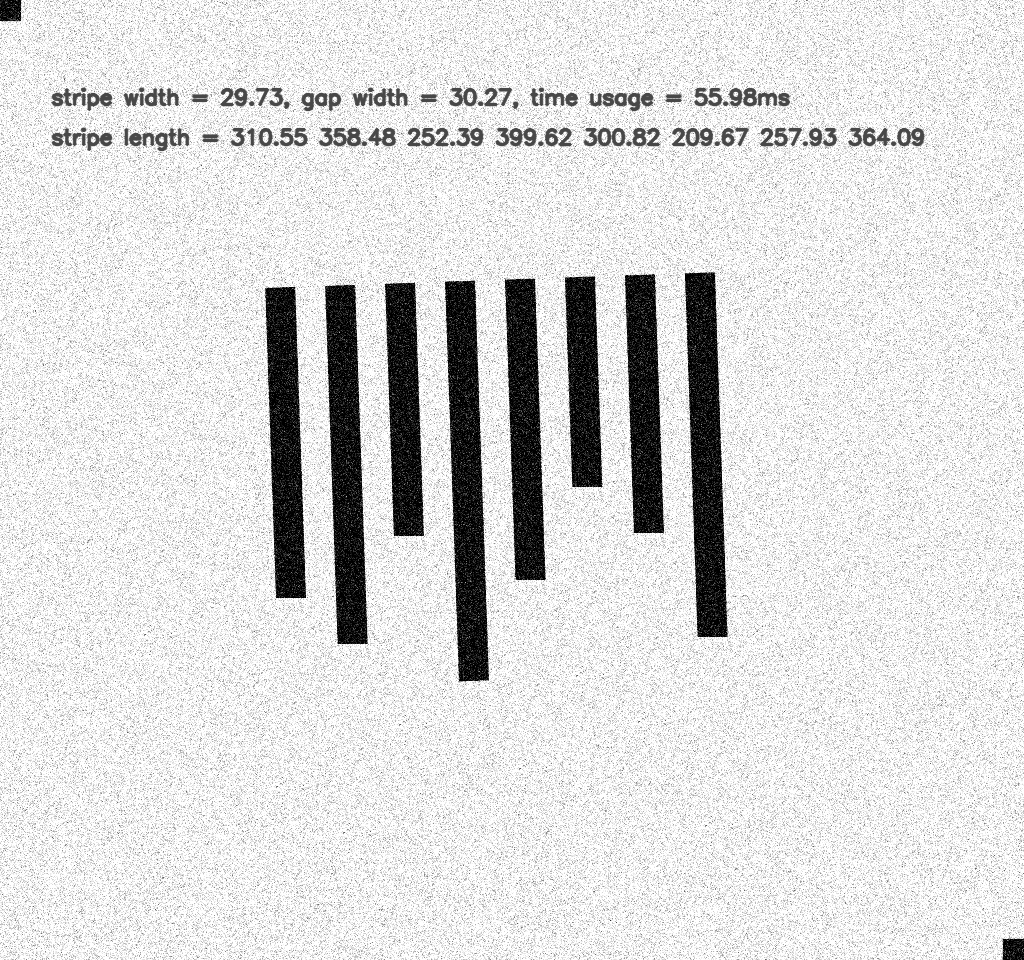 stripe width = 29.73, gap width = 30.27, time usage = 55.98ms
stripe length = 310.55 358.48 252.39 399.62 300.82 209.67 257.93 364.09